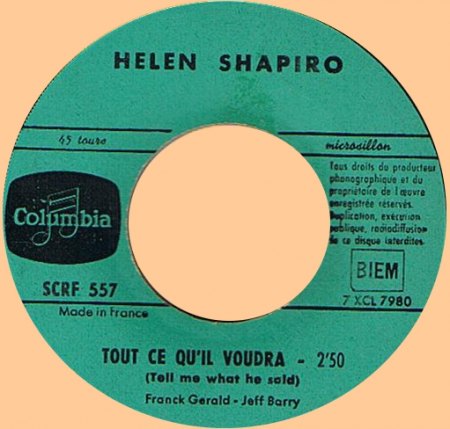 HELEN SHAPIRO
45 tours
microsillon
Tous droits du producteur
phonographique et du
propriétaire de l'œuvre
enregistrée réservés.
Duplication, exécution
publique, radiodiffusion
de ce disque interdites
Columbia
BIEM
SCRF 557
7 XCL 7980
Made in France
TOUT CE QU'IL VOUDRA - 2'50
(Tell me what he said)
Franck Gerald - Jeff Barry